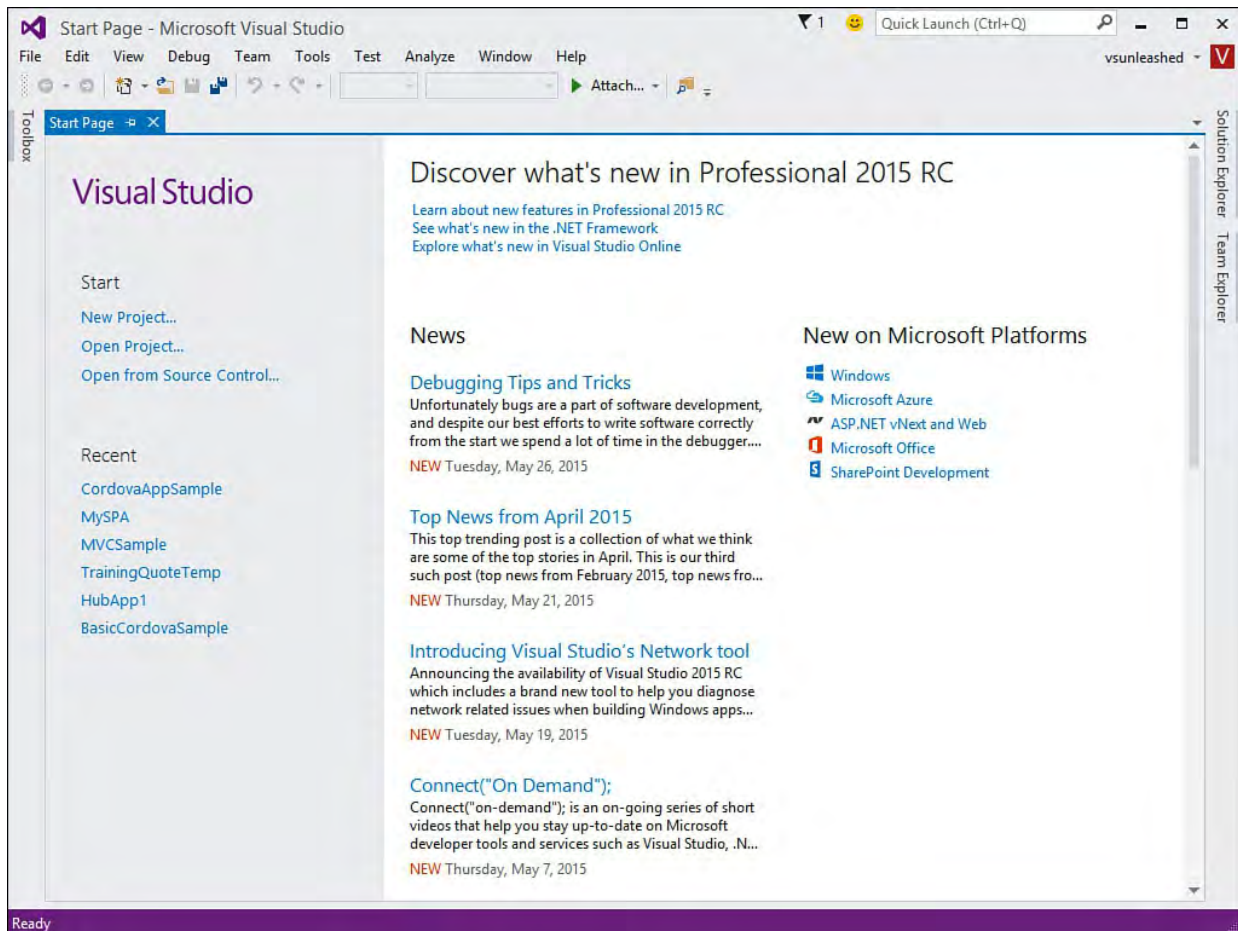 Start Page - Microsoft Visual Studio
1
Quick Launch (Ctrl+Q)
File Edit View Debug Team Tools Test Analyze Window Help
vsunleashed
V
Attach...
Toolbox
Start Page
Visual Studio
Start
New Project...
Open Project...
Open from Source Control...
Recent
CordovaAppSample
MySPA
MVCSample
TrainingQuoteTemp
HubApp1
BasicCordovaSample
Discover what's new in Professional 2015 RC
Learn about new features in Professional 2015 RC
See what's new in the .NET Framework
Explore what's new in Visual Studio Online
News
Debugging Tips and Tricks
Unfortunately bugs are a part of software development,
and despite our best efforts to write software correctly
from the start we spend a lot of time in the debugger....
NEW Tuesday, May 26, 2015
Top News from April 2015
This top trending post is a collection of what we think
are some of the top stories in April. This is our third
such post (top news from February 2015, top news fro...
NEW Thursday, May 21, 2015
Introducing Visual Studio's Network tool
Announcing the availability of Visual Studio 2015 RC
which includes a brand new tool to help you diagnose
network related issues when building Windows apps...
NEW Tuesday, May 19, 2015
Connect("On Demand");
Connect("on-demand"); is an on-going series of short
videos that help you stay up-to-date on Microsoft
developer tools and services such as Visual Studio, .N...
NEW Thursday, May 7, 2015
New on Microsoft Platforms
Windows
Microsoft Azure
ASP.NET vNext and Web
Microsoft Office
SharePoint Development
Solution Explorer
Team Explorer
Ready